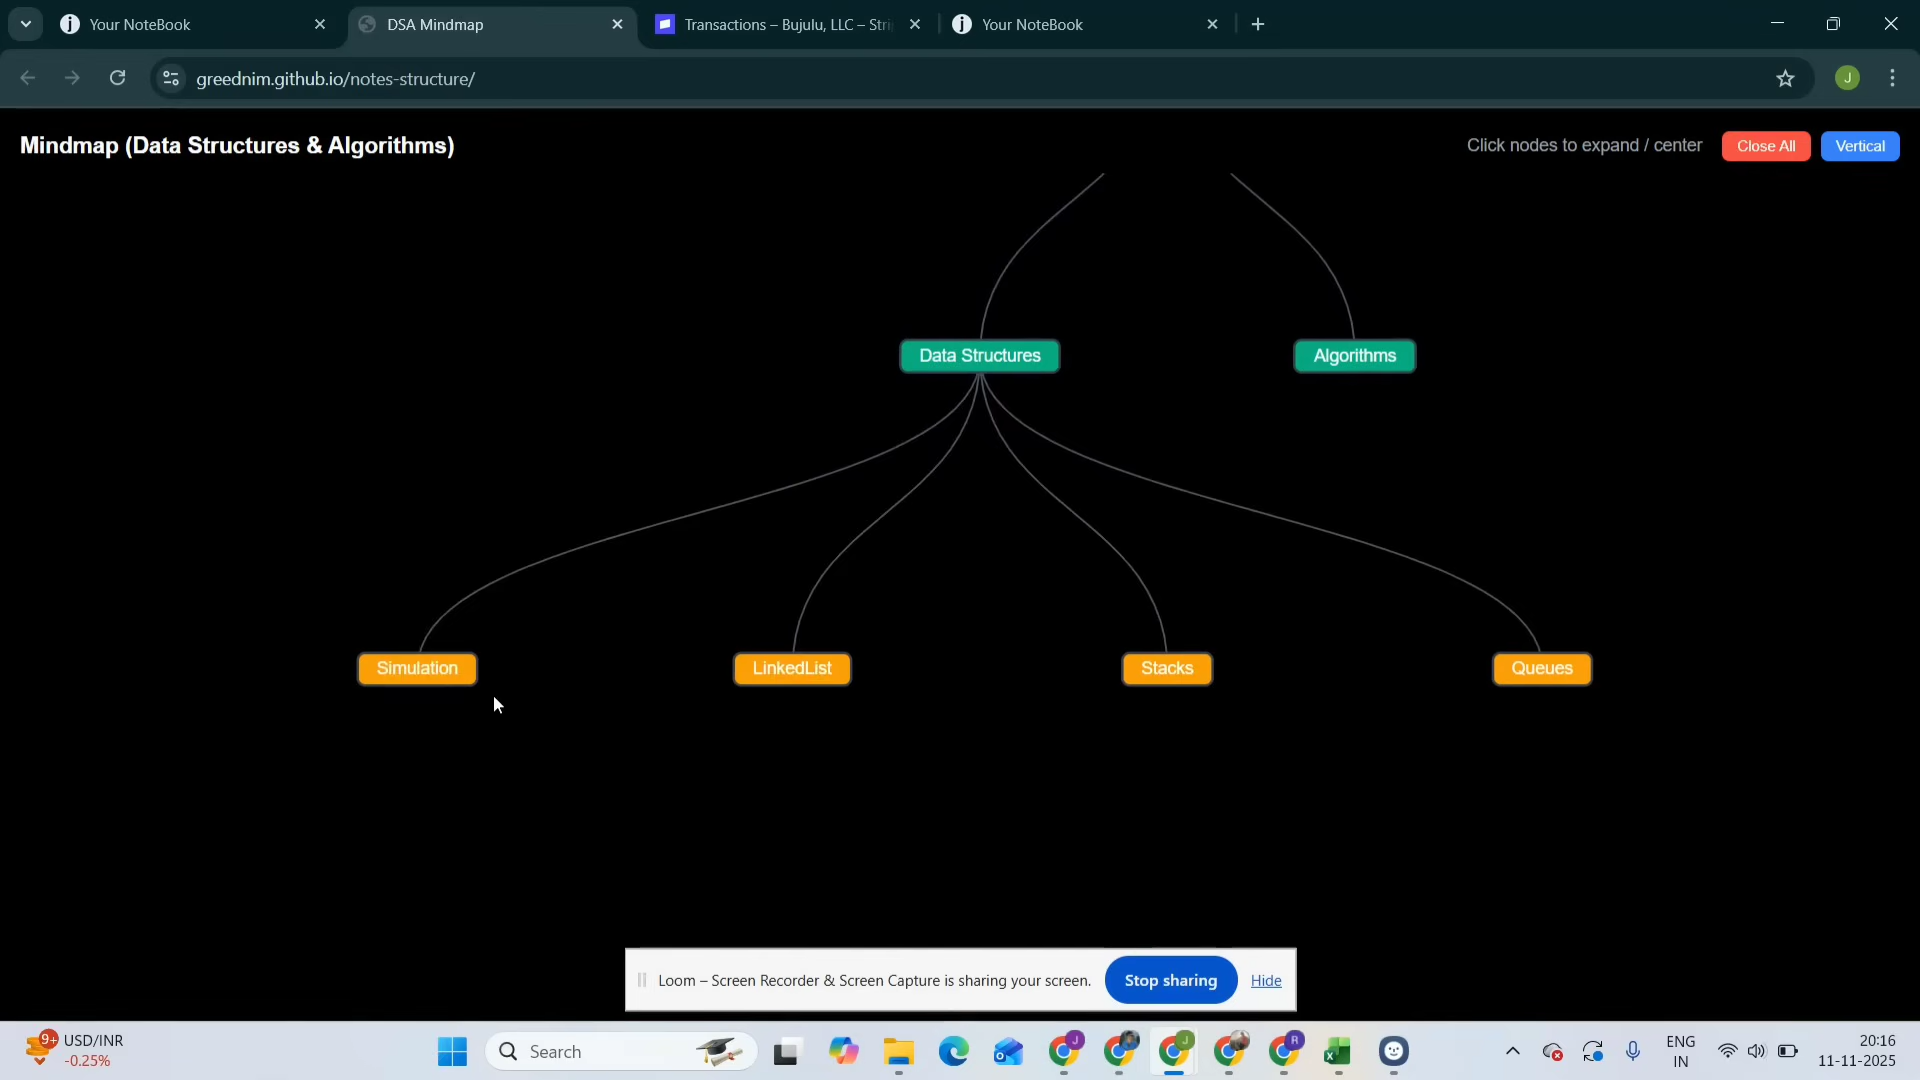 Your NoteBook
DSA Mindmap
Transactions – Bujulu, LLC – Stri
Your NoteBook
greednim.github.io/notes-structure/
J
Mindmap (Data Structures & Algorithms)
Click nodes to expand / center
Close All
Vertical
Data Structures
Algorithms
Simulation
LinkedList
Stacks
Queues
Loom – Screen Recorder & Screen Capture is sharing your screen.
Stop sharing
Hide
9+
USD/INR
-0.25%
Search
J
J
R
ENG
IN
20:16
11-11-2025